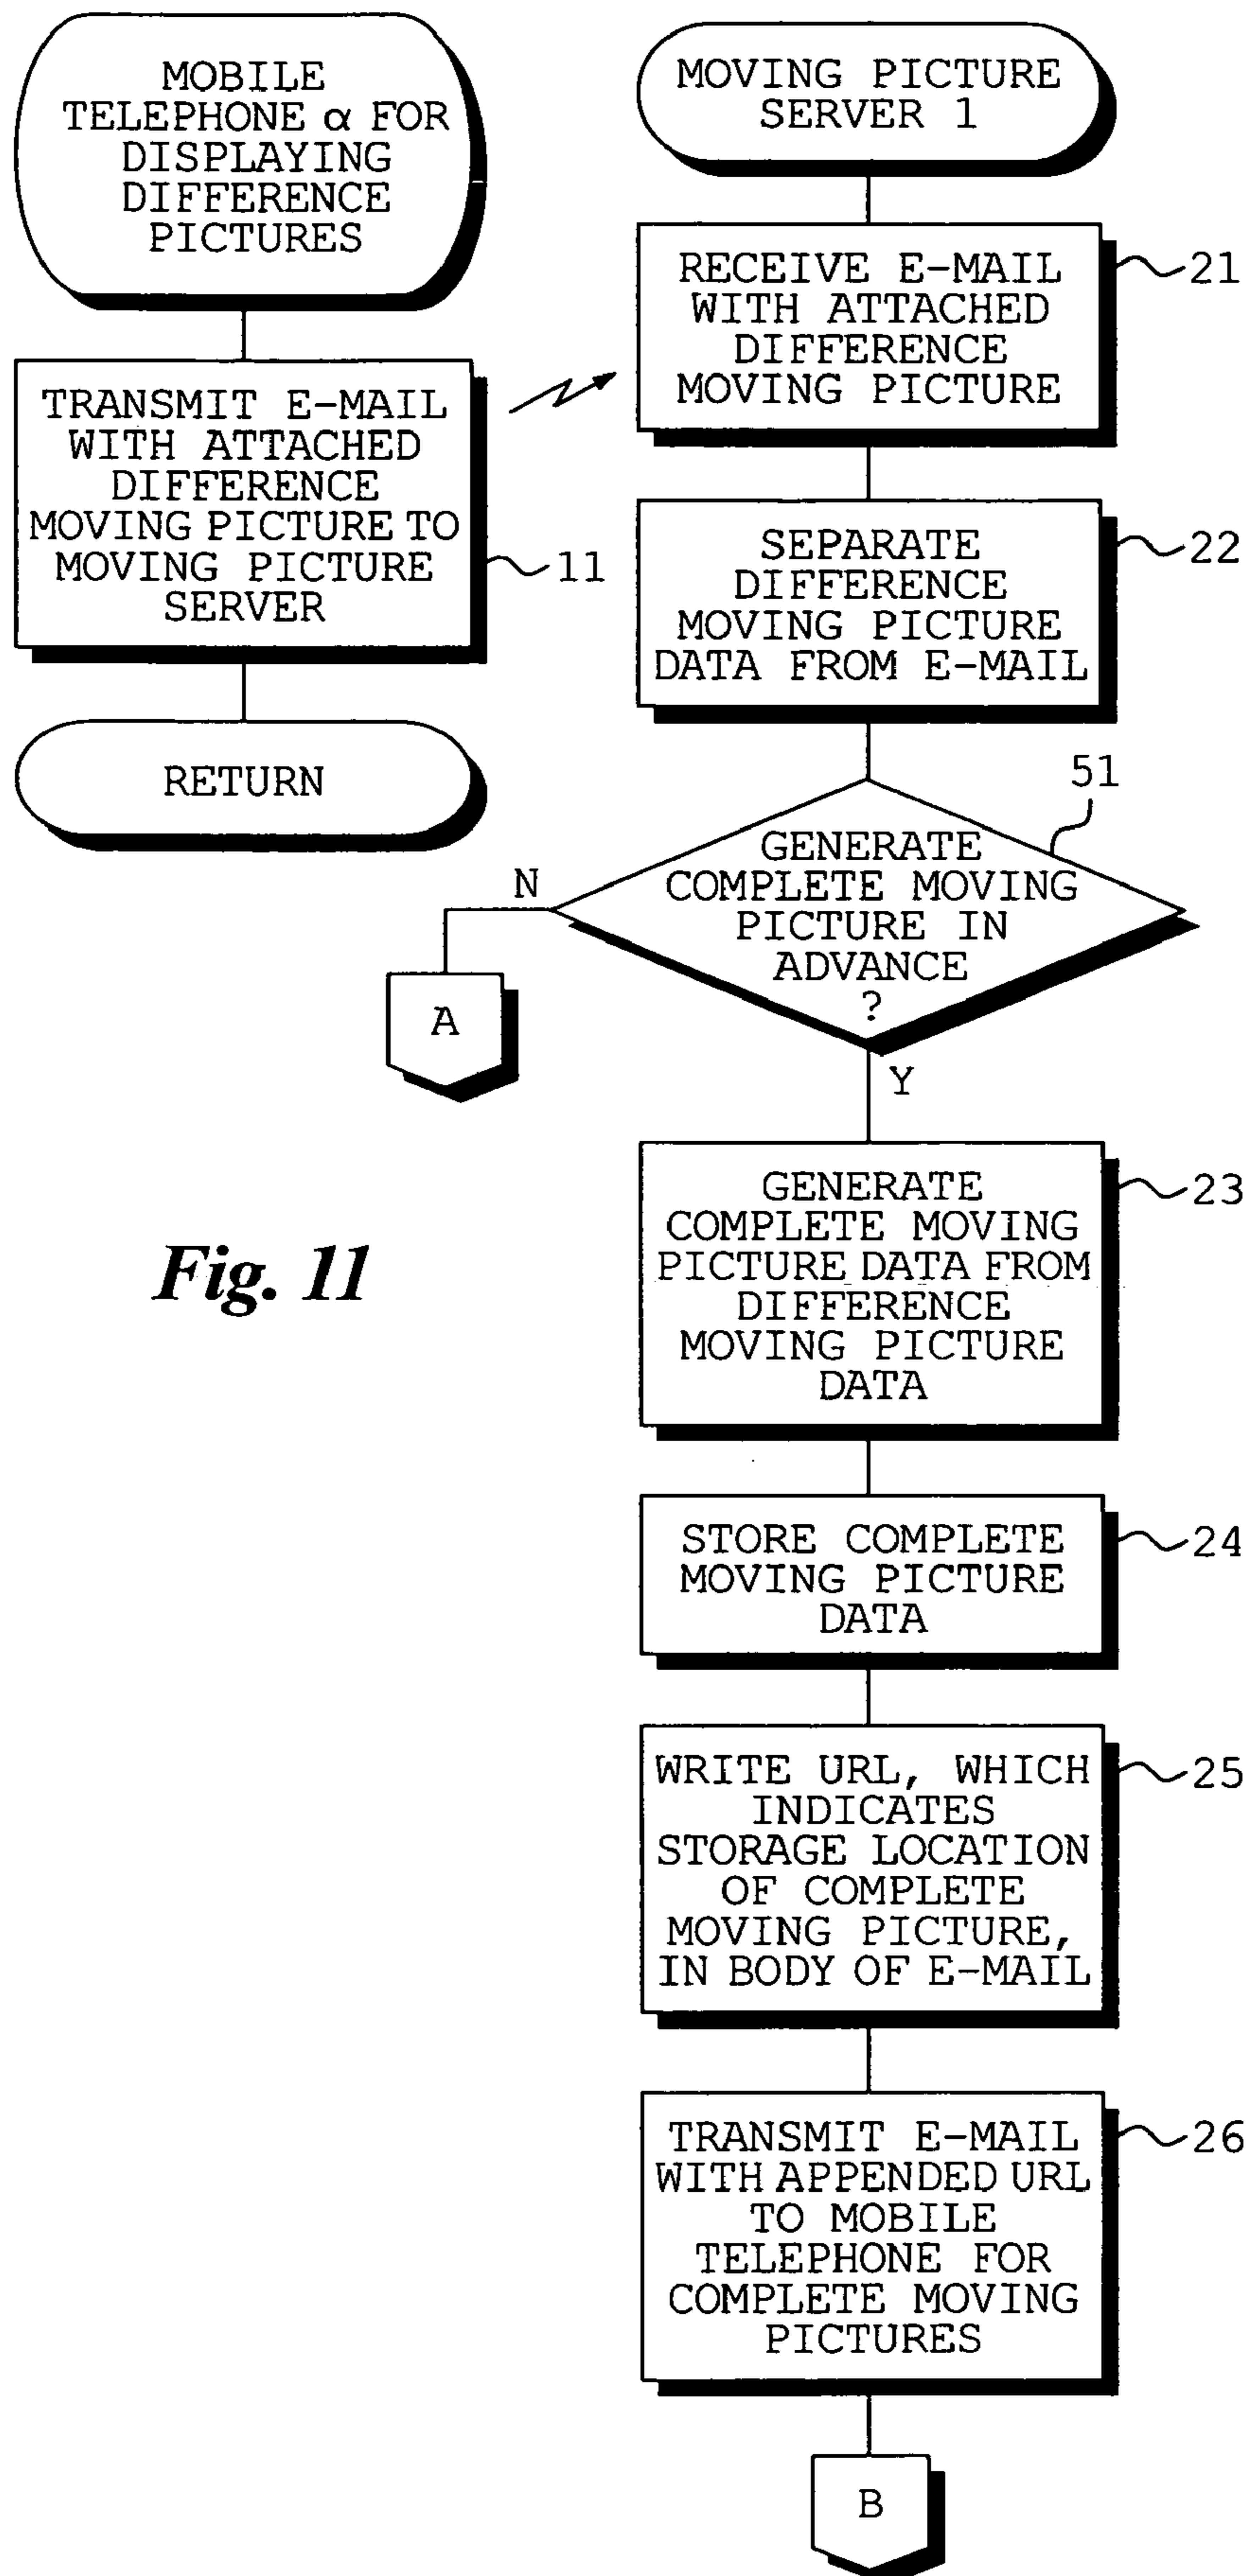 MOBILE
TELEPHONE α FOR
DISPLAYING
DIFFERENCE
PICTURES
TRANSMIT E-MAIL
WITH ATTACHED
DIFFERENCE
MOVING PICTURE TO
MOVING PICTURE
SERVER
11
RETURN
MOVING PICTURE
SERVER 1
RECEIVE E-MAIL
WITH ATTACHED
DIFFERENCE
MOVING PICTURE
21
SEPARATE
DIFFERENCE
MOVING PICTURE
DATA FROM E-MAIL
22
51
GENERATE
COMPLETE MOVING
PICTURE IN
ADVANCE
?
N
A
Y
GENERATE
COMPLETE MOVING
PICTURE DATA FROM
DIFFERENCE
MOVING PICTURE
DATA
23
Fig. 11
STORE COMPLETE
MOVING PICTURE
DATA
24
WRITE URL, WHICH
INDICATES
STORAGE LOCATION
OF COMPLETE
MOVING PICTURE,
IN BODY OF E-MAIL
25
TRANSMIT E-MAIL
WITH APPENDED URL
TO MOBILE
TELEPHONE FOR
COMPLETE MOVING
PICTURES
26
B